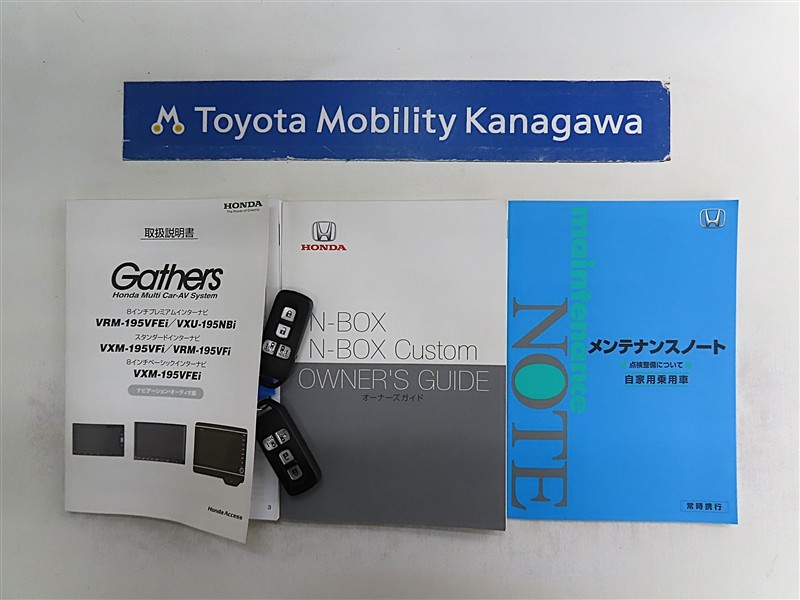 Toyota Mobility Kanagawa
HONDA
The Power of Dreams
取扱説明書
Gathers
Honda Multi Car-AV System
8インチプレミアムインターナビ
VRM-195VFEi/VXU-195NBi
スタンダードインターナビ
VXM-195VFi/VRM-195VFi
8インチベーシックインターナビ
VXM-195VFEi
ナビゲーション・オーディオ編
Honda Access
3
HONDA
N-BOX
N-BOX Custom
OWNER'S GUIDE
オーナーズガイド
maintenance
NOTE
メンテナンスノート
点検整備について
自家用乗用車
常時携行